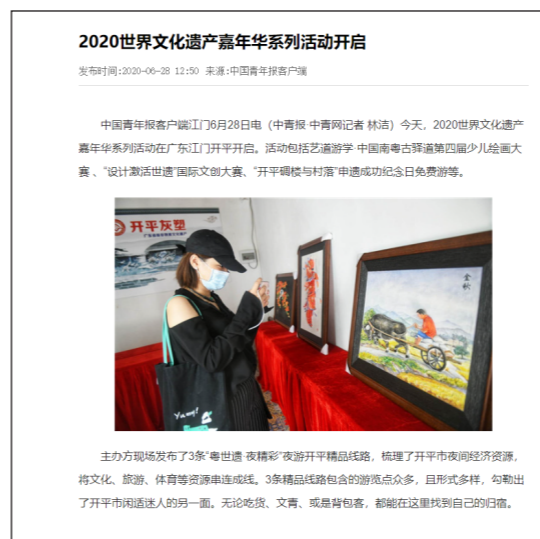 2020世界文化遗产嘉年华系列活动开启
发布时间:2020-06-28 12:50 来源:中国青年报客户端
中国青年报客户端江门6月28日电（中青报·中青网记者 林洁）今天，2020世界文化遗产
嘉年华系列活动在广东江门开平开启。活动包括艺道游学·中国南粤古驿道第四届少儿绘画大
赛 、“设计激活世遗”国际文创大赛、“开平碉楼与村落”申遗成功纪念日免费游等。
开平灰塑
金秋
主办方现场发布了3条“粤世遗·夜精彩”夜游开平精品线路，梳理了开平市夜间经济资源，
将文化、旅游、体育等资源串连成线。3条精品线路包含的游览点众多，且形式多样，勾勒出
了开平市闲适迷人的另一面。无论吃货、文青、或是背包客，都能在这里找到自己的归宿。